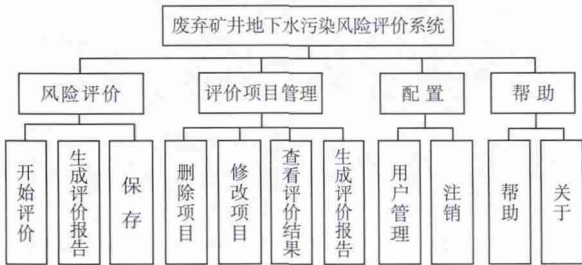 废弃矿井地下水污染风险评价系统
风险评价
评价项目管理
配置
帮助
开始评价
生成评价报告
保存
删除项目
修改项目
查看评价结果
生成评价报告
用户管理
注销
帮助
关于